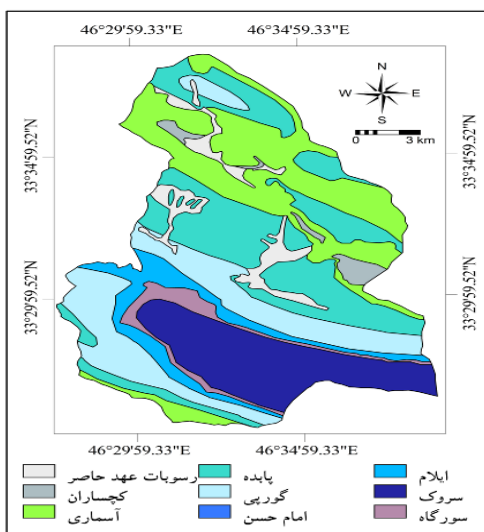 46°29'59.33"E 46°34'59.33"E
N
W E
S
0 3 km
33°34'59.52"N 33°34'59.52"N
33°29'59.52"N 33°29'59.52"N
46°29'59.33"E 46°34'59.33"E
رسوبات عهد حاصر پابده ایلام
کچساران گورپی سروک
آسماری امام حسن سورگاه